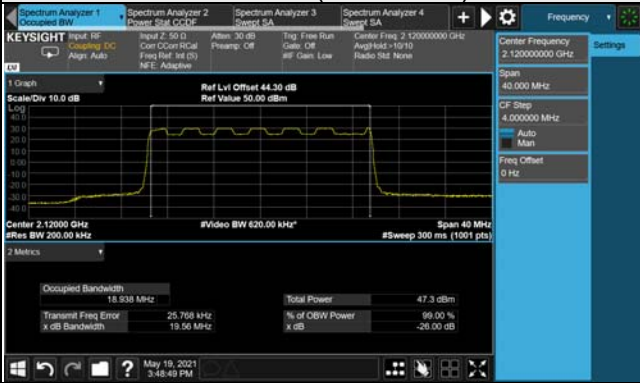 Spectrum Analyzer 1
Occupied BW
Spectrum Analyzer 2
Power Stat CCDF
Spectrum Analyzer 3
Swept SA
Spectrum Analyzer 4
Swept SA
Frequency
KEYSIGHT
Input: RF
Coupling: DC
Align: Auto
Input Z: 50 Ω
Corr CCorr RCal
Freq Ref: Int (S)
NFE: Adaptive
Atten: 30 dB
Preamp: Off
Trig: Free Run
Gate: Off
#IF Gain: Low
Center Freq: 2.120000000 GHz
Avg|Hold:>10/10
Radio Std: None
1 Graph
Scale/Div 10.0 dB
Ref Lvl Offset 44.30 dB
Ref Value 50.00 dBm
Log
40.0
30.0
20.0
10.0
0.00
-10.0
-20.0
-30.0
-40.0
Center 2.12000 GHz
#Res BW 200.00 kHz
#Video BW 620.00 kHz*
Span 40 MHz
#Sweep 300 ms (1001 pts)
2 Metrics
Occupied Bandwidth
18.938 MHz
Total Power
47.3 dBm
Transmit Freq Error
25.768 kHz
% of OBW Power
99.00 %
x dB Bandwidth
19.56 MHz
x dB
-26.00 dB
Center Frequency
2.120000000 GHz
Settings
Span
40.000 MHz
CF Step
4.000000 MHz
Auto
Man
Freq Offset
0 Hz
May 19, 2021
3:48:49 PM